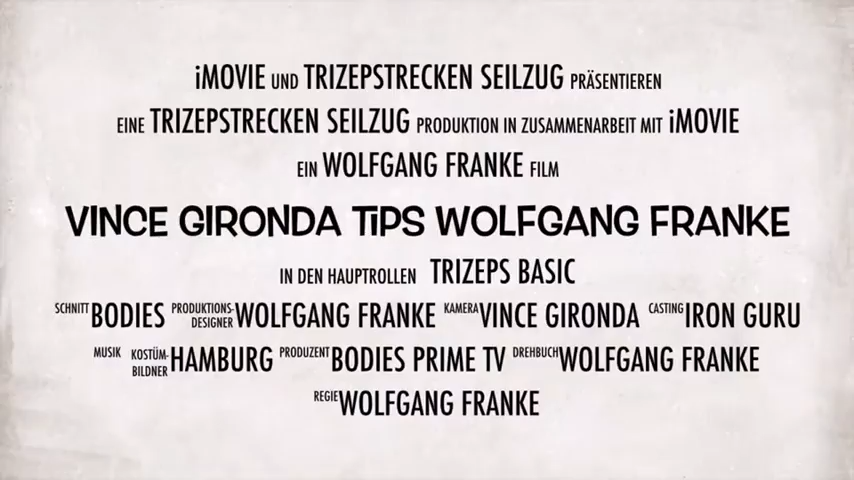 iMOVIE UND TRIZEPSTRECKEN SEILZUG PRÄSENTIEREN
EINE TRIZEPSTRECKEN SEILZUG PRODUKTION IN ZUSAMMENARBEIT MIT iMOVIE
EIN WOLFGANG FRANKE FILM
VINCE GIRONDA TiPS WOLFGANG FRANKE
IN DEN HAUPTROLLEN TRIZEPS BASIC
SCHNITT BODIES PRODUKTIONS-DESIGNER WOLFGANG FRANKE KAMERA VINCE GIRONDA CASTING IRON GURU
MUSIK KOSTÜM-BILDNER HAMBURG PRODUZENT BODIES PRIME TV DREHBUCH WOLFGANG FRANKE
REGIE WOLFGANG FRANKE